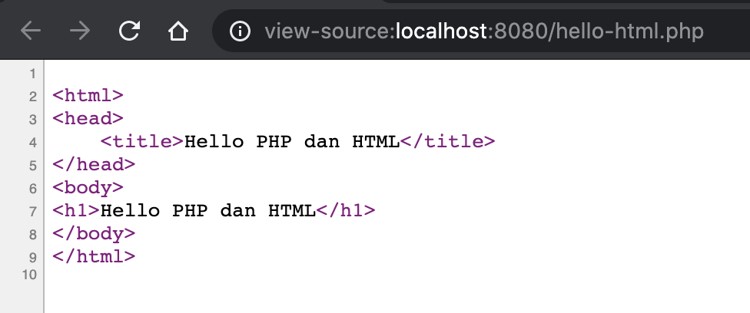 view-source:localhost:8080/hello-html.php
1
2 <html>
3 <head>
4     <title>Hello PHP dan HTML</title>
5 </head>
6 <body>
7 <h1>Hello PHP dan HTML</h1>
8 </body>
9 </html>
10